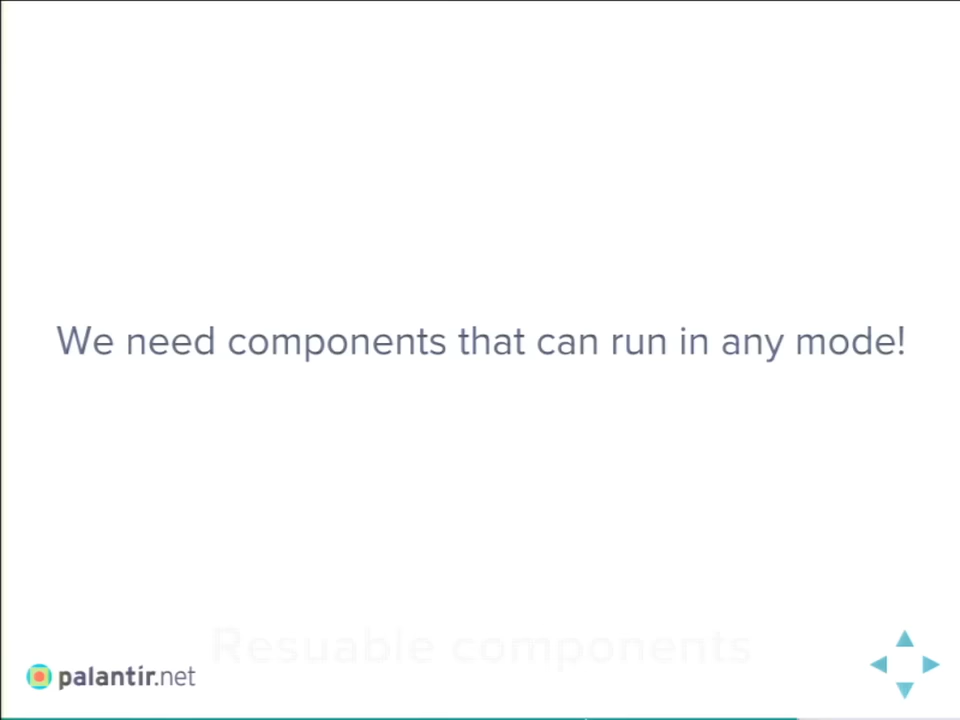 We need components that can run in any mode!
Resuable components
palantir.net